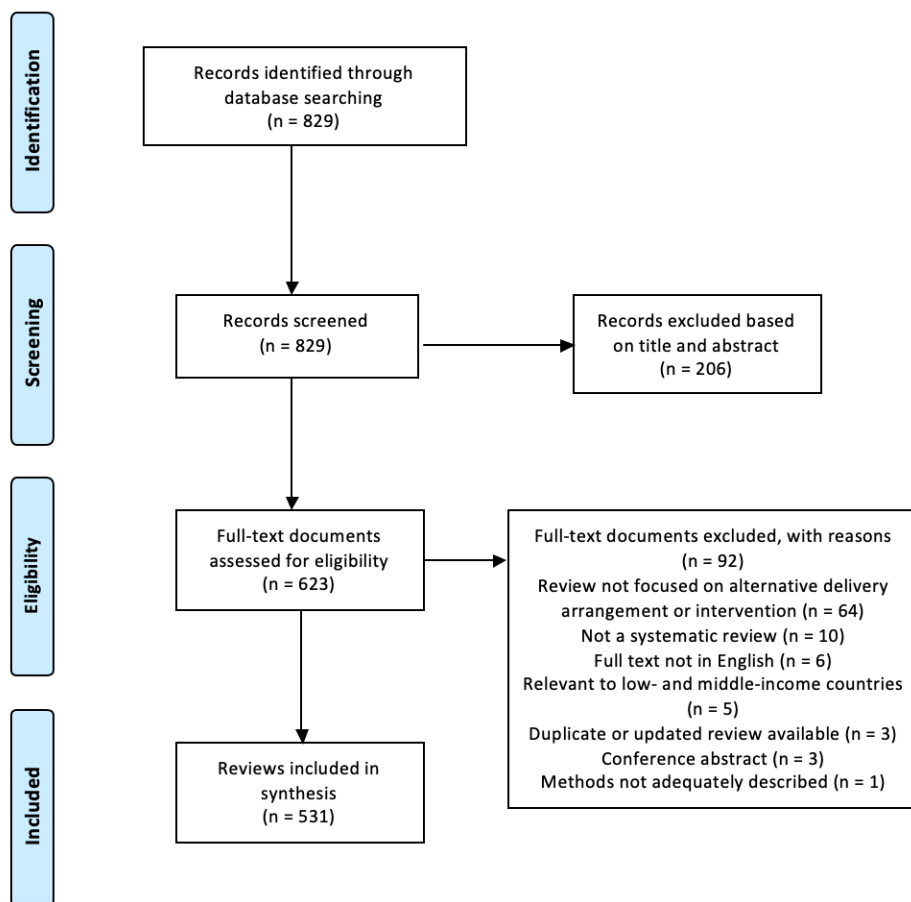 Identification
Records identified through
database searching
(n = 829)
Screening
Records screened
(n = 829)
Records excluded based
on title and abstract
(n = 206)
Eligibility
Full-text documents
assessed for eligibility
(n = 623)
Full-text documents excluded, with reasons
(n = 92)
Review not focused on alternative delivery
arrangement or intervention (n = 64)
Not a systematic review (n = 10)
Full text not in English (n = 6)
Relevant to low- and middle-income countries
(n = 5)
Duplicate or updated review available (n = 3)
Conference abstract (n = 3)
Methods not adequately described (n = 1)
Included
Reviews included in
synthesis
(n = 531)